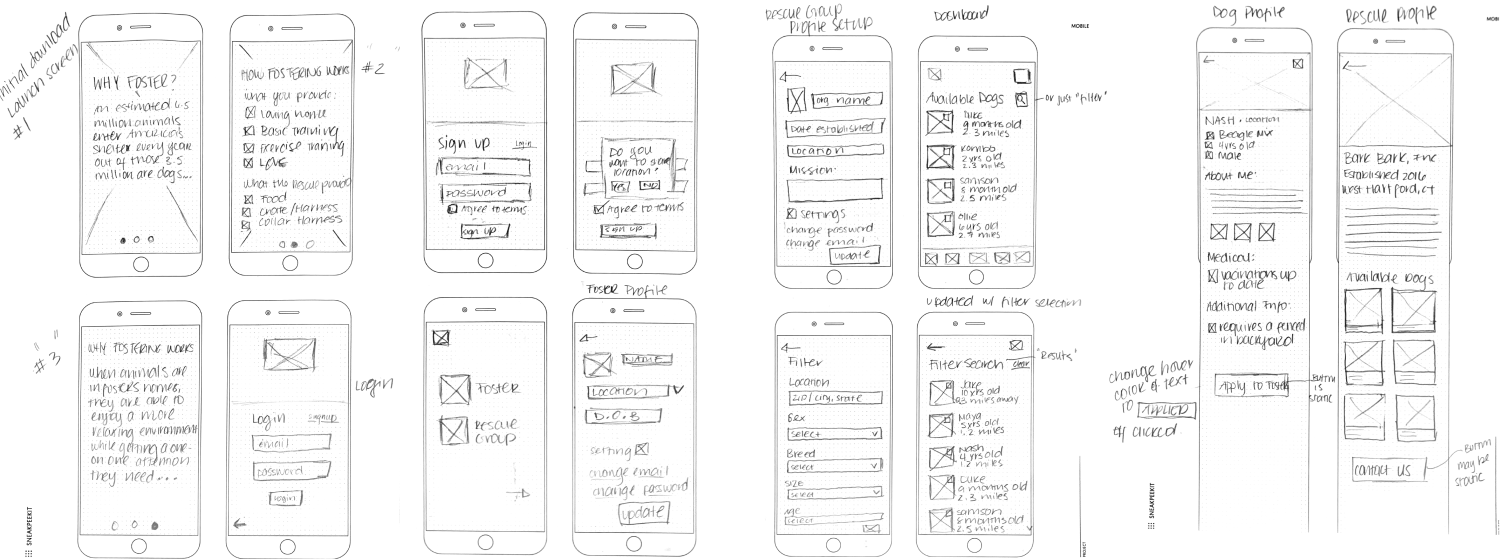 Initial download
Launch screen
#1
WHY FOSTER?
An estimated 6.5
million animals
enter America's
shelter every year
out of those 3.5
million are dogs...
#2
HOW FOSTERING WORKS
what you provide:
Loving Home
Basic training
Exercise training
LOVE
what the Rescue provide
FOOD
Crate/Harness
Collar Harness
sign up
Login
email
password
Agree to terms
sign up
DO YOU
want to share
location?
YES
NO
Agree to terms
sign up
#3
WHY FOSTERING WORKS
when animals are
in foster homes,
they are able to
enjoy a more
relaxing environment
while getting a one-
on one attention
they need...
Login
Login
signup
email
password
login
FOSTER
RESCUE
GROUP
Foster Profile
NAME
Location
D.O.B
setting
change email
change password
update
Rescue Group
Profile Setup
org name
Date established
Location
Mission:
settings
change password
change email
update
Dashboard
MOBILE
Available Dogs
or just "filter"
9 months old
2.3 miles
2 yrs old
2.3 miles
samson
8 months old
2.5 miles
Ollie
6 yrs old
2.9 miles
Filter
Location
ZIP/city, state
Sex
select
Breed
select
Size
select
Age
select
updated w/ filter selection
Filter Search
clear
"Results"
Jake
10 yrs old
.23 miles away
Maya
5 yrs old
1.2 miles
Nash
4 yrs old
1.2 miles
9 months old
2.3 miles
samson
8 months old
2.5 miles
Dog Profile
NASH • Location
Beagle Mix
4 yrs old
Male
About Me:
Medical:
vaccinations up
to date
Additional Info:
requires a fenced
in backyard
Apply to Foster
Button
is
static
change hover
color & text
to APPLIED
if clicked
Rescue Profile
Bark Bark, Inc
Established 2016
West Hartford, CT
Available Dogs
contact us
Button
may be
static
SNEAKPEEKIT
SNEAKPEEKIT
PROJECT